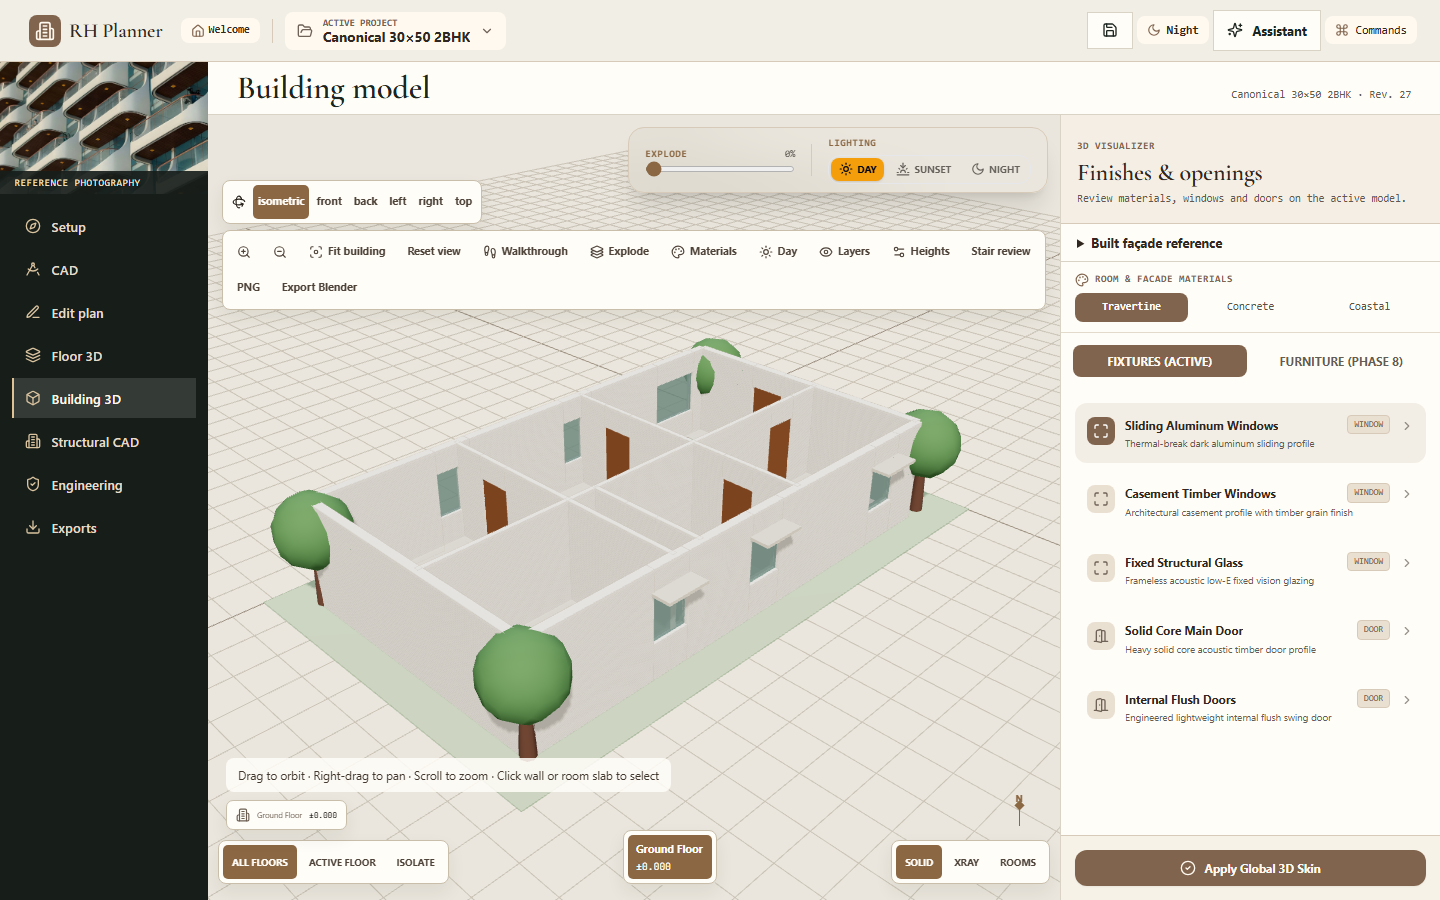 RH Planner
Welcome
ACTIVE PROJECT
Canonical 30×50 2BHK
Night
Assistant
Commands
REFERENCE PHOTOGRAPHY
Setup
CAD
Edit plan
Floor 3D
Building 3D
Structural CAD
Engineering
Exports
Building model
Canonical 30×50 2BHK · Rev. 27
EXPLODE 0%
LIGHTING
DAY SUNSET NIGHT
isometric front back left right top
Fit building Reset view Walkthrough Explode Materials Day Layers Heights Stair review
PNG Export Blender
Drag to orbit · Right-drag to pan · Scroll to zoom · Click wall or room slab to select
Ground Floor ±0.000
N
ALL FLOORS ACTIVE FLOOR ISOLATE
Ground Floor
±0.000
SOLID XRAY ROOMS
3D VISUALIZER
Finishes & openings
Review materials, windows and doors on the active model.
Built façade reference
ROOM & FACADE MATERIALS
Travertine Concrete Coastal
FIXTURES (ACTIVE) FURNITURE (PHASE 8)
Sliding Aluminum Windows WINDOW
Thermal-break dark aluminum sliding profile
Casement Timber Windows WINDOW
Architectural casement profile with timber grain finish
Fixed Structural Glass WINDOW
Frameless acoustic low-E fixed vision glazing
Solid Core Main Door DOOR
Heavy solid core acoustic timber door profile
Internal Flush Doors DOOR
Engineered lightweight internal flush swing door
Apply Global 3D Skin